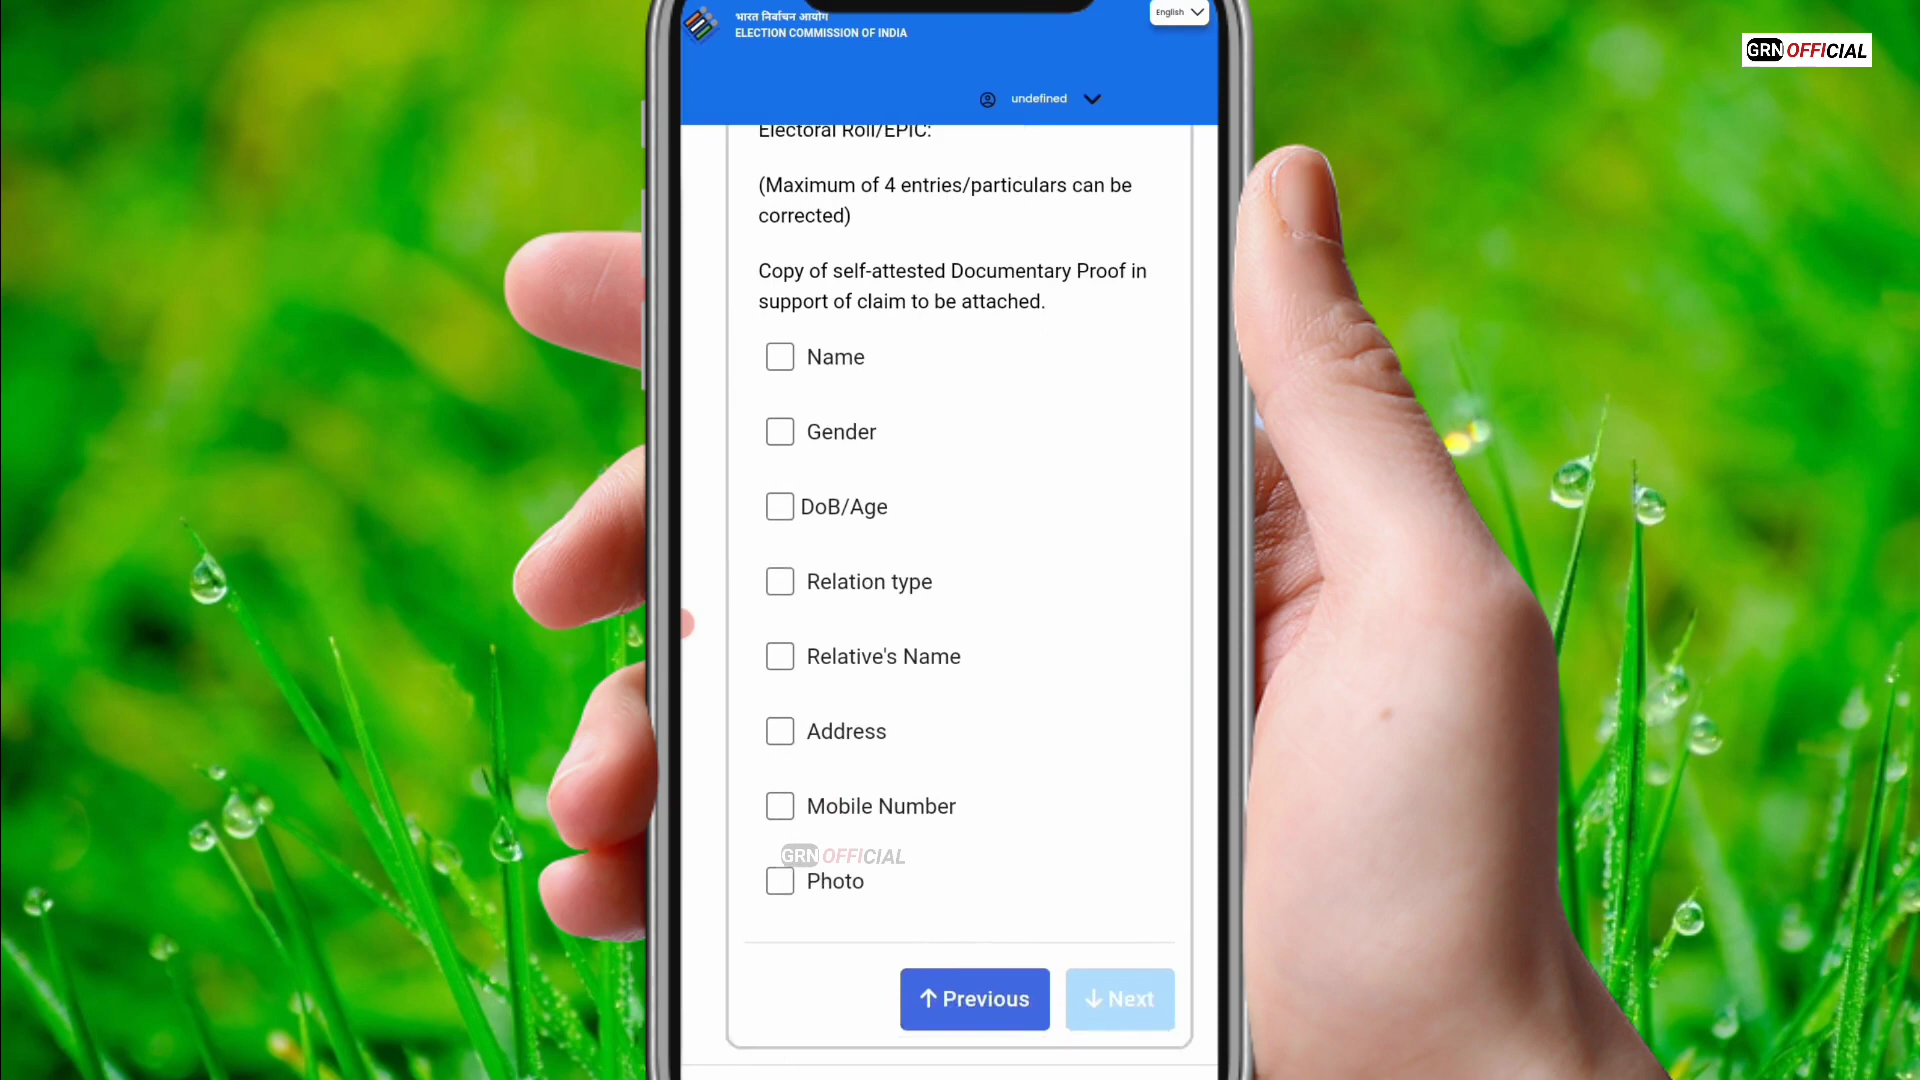 भारत निर्वाचन आयोग
ELECTION COMMISSION OF INDIA
English
GRN OFFICIAL
undefined
Electoral Roll/EPIC:
(Maximum of 4 entries/particulars can be
corrected)
Copy of self-attested Documentary Proof in
support of claim to be attached.
Name
Gender
DoB/Age
Relation type
Relative's Name
Address
Mobile Number
GRN OFFICIAL
Photo
Previous
Next